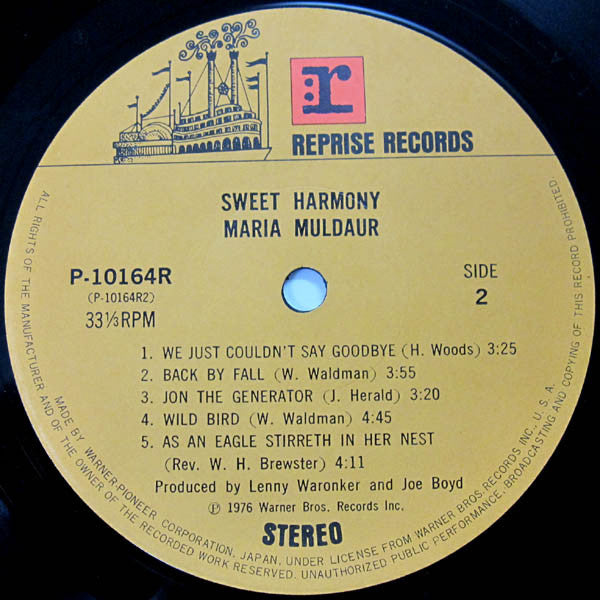 r
REPRISE RECORDS
SWEET HARMONY
MARIA MULDAUR
P-10164R
(P-10164R2)
33⅓RPM
SIDE
2
1. WE JUST COULDN'T SAY GOODBYE (H. Woods) 3:25
2. BACK BY FALL (W. Waldman) 3:55
3. JON THE GENERATOR (J. Herald) 3:20
4. WILD BIRD (W. Waldman) 4:45
5. AS AN EAGLE STIRRETH IN HER NEST
(Rev. W. H. Brewster) 4:11
Produced by Lenny Waronker and Joe Boyd
Ⓟ 1976 Warner Bros. Records Inc.
STEREO
MADE BY WARNER-PIONEER CORPORATION, JAPAN, UNDER LICENSE FROM WARNER BROS. RECORDS INC., U. S. A.
ALL RIGHTS OF THE MANUFACTURER AND OF THE OWNER OF THE RECORDED WORK RESERVED. UNAUTHORIZED PUBLIC PERFORMANCE, BROADCASTING AND COPYING OF THIS RECORD PROHIBITED.